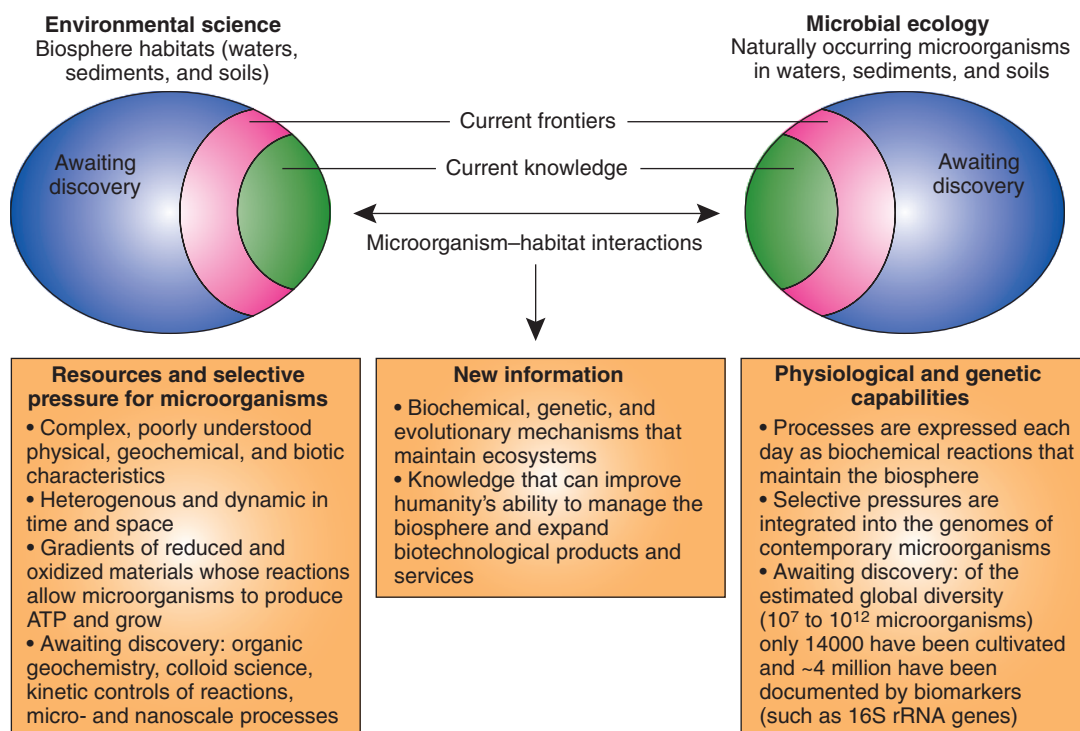 Environmental science
Biosphere habitats (waters,
sediments, and soils)
Microbial ecology
Naturally occurring microorganisms
in waters, sediments, and soils
Current frontiers
Awaiting
discovery
Current knowledge
Awaiting
discovery
Microorganism–habitat interactions
Resources and selective
pressure for microorganisms
• Complex, poorly understood
physical, geochemical, and biotic
characteristics
• Heterogenous and dynamic in
time and space
• Gradients of reduced and
oxidized materials whose reactions
allow microorganisms to produce
ATP and grow
• Awaiting discovery: organic
geochemistry, colloid science,
kinetic controls of reactions,
micro- and nanoscale processes
New information
• Biochemical, genetic, and
evolutionary mechanisms that
maintain ecosystems
• Knowledge that can improve
humanity’s ability to manage the
biosphere and expand
biotechnological products and
services
Physiological and genetic
capabilities
• Processes are expressed each
day as biochemical reactions that
maintain the biosphere
• Selective pressures are
integrated into the genomes of
contemporary microorganisms
• Awaiting discovery: of the
estimated global diversity
(10⁷ to 10¹² microorganisms)
only 14000 have been cultivated
and ~4 million have been
documented by biomarkers
(such as 16S rRNA genes)